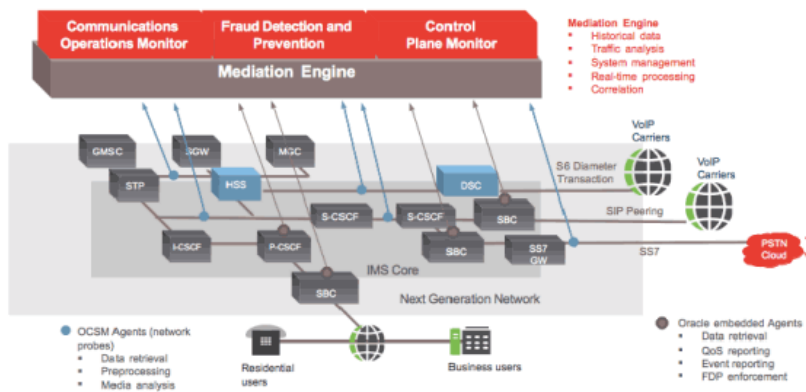 Communications
Operations Monitor
Fraud Detection and
Prevention
Control
Plane Monitor
Mediation Engine
Mediation Engine
▪ Historical data
▪ Traffic analysis
▪ System management
▪ Real-time processing
▪ Correlation
GMSC
SGW
MGC
STP
HSS
DSC
S6 Diameter
Transaction
VoIP
Carriers
VoIP
Carriers
S-CSCF
S-CSCF
SBC
SIP Peering
I-CSCF
P-CSCF
SBC
SS7
GW
SS7
PSTN
Cloud
IMS Core
SBC
Next Generation Network
OCSM Agents (network
probes)
▪ Data retrieval
▪ Preprocessing
▪ Media analysis
Residential
users
Business users
Oracle embedded Agents
▪ Data retrieval
▪ QoS reporting
▪ Event reporting
▪ FDP enforcement